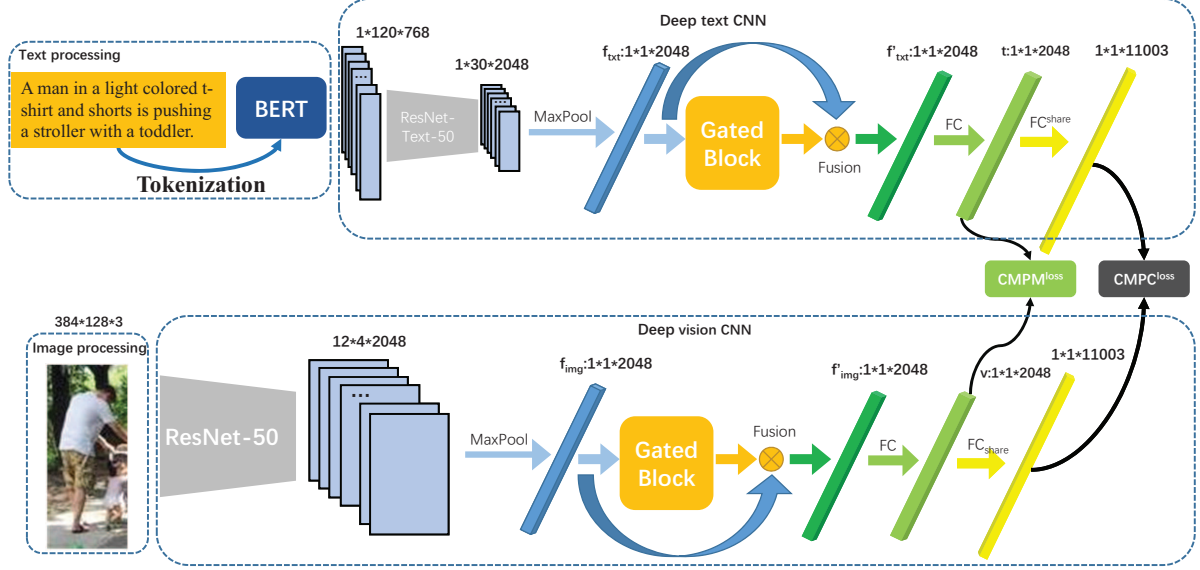 Deep text CNN
Text processing
A man in a light colored t-
shirt and shorts is pushing
a stroller with a toddler.
BERT
Tokenization
1*120*768
ResNet-
Text-50
1*30*2048
MaxPool
f_txt:1*1*2048
Gated
Block
Fusion
f'_txt:1*1*2048
FC
t:1*1*2048
FC^share
1*1*11003
CMPM^loss
CMPC^loss
Deep vision CNN
384*128*3
Image processing
ResNet-50
12*4*2048
...
MaxPool
f_img:1*1*2048
Gated
Block
Fusion
f'_img:1*1*2048
FC
v:1*1*2048
FC_share
1*1*11003